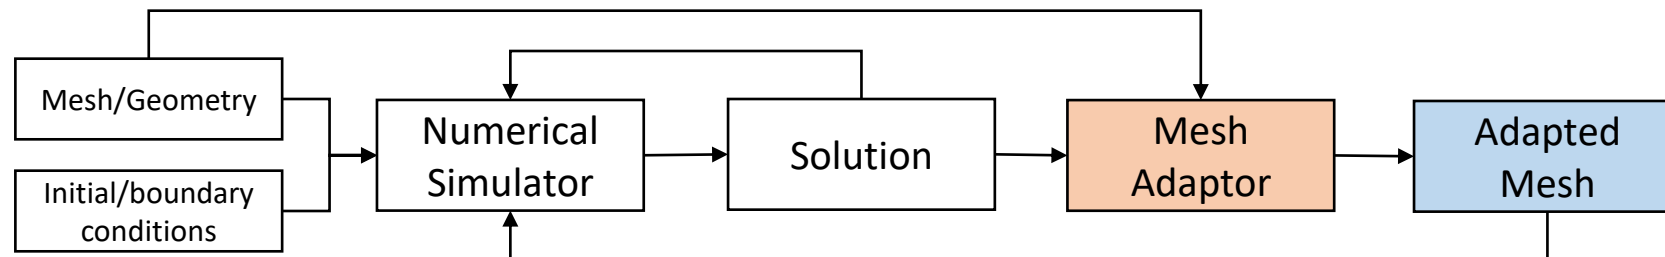 Mesh/Geometry
Initial/boundary
conditions
Numerical
Simulator
Solution
Mesh
Adaptor
Adapted
Mesh